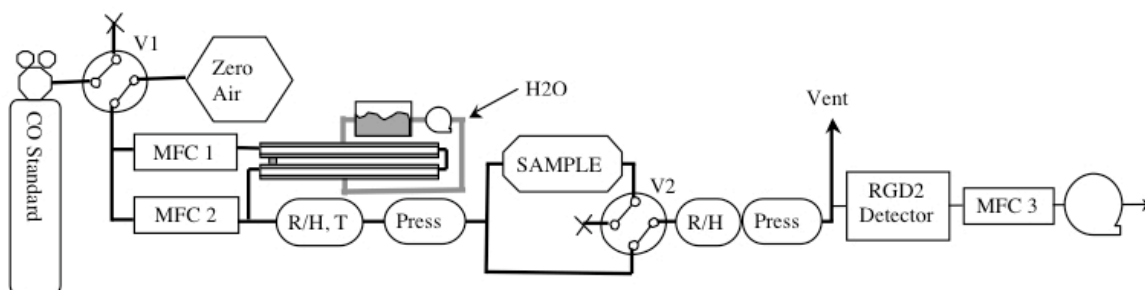 V1
Zero
Air
CO Standard
H2O
MFC 1
MFC 2
R/H, T
Press
SAMPLE
V2
R/H
Press
Vent
RGD2
Detector
MFC 3